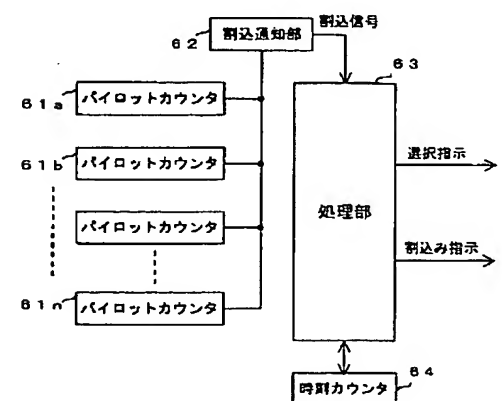 割込信号
62
割込通知部
63
61a
パイロットカウンタ
61b
パイロットカウンタ
選択指示
パイロットカウンタ
処理部
割込み指示
61n
パイロットカウンタ
64
時刻カウンタ